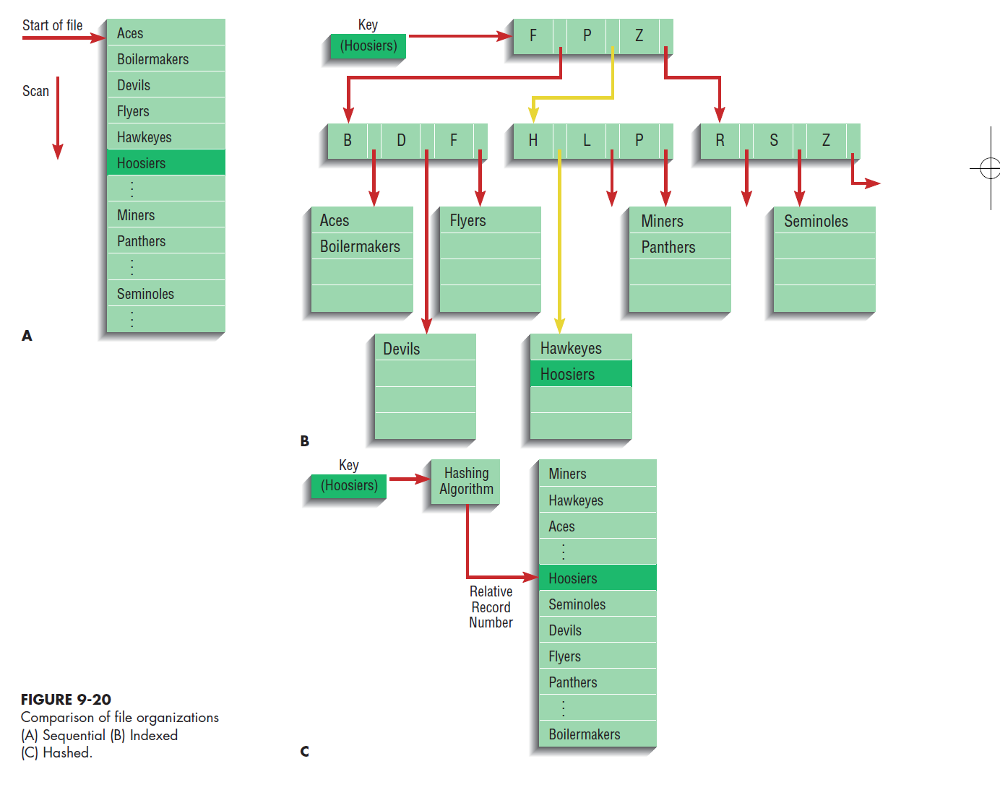 Start of file
Scan
Aces
Boilermakers
Devils
Flyers
Hawkeyes
Hoosiers
Miners
Panthers
Seminoles
A
Key
(Hoosiers)
F P Z
B D F
H L P
R S Z
Aces
Boilermakers
Flyers
Miners
Panthers
Seminoles
Devils
Hawkeyes
Hoosiers
B
Key
(Hoosiers)
Hashing
Algorithm
Relative
Record
Number
Miners
Hawkeyes
Aces
Hoosiers
Seminoles
Devils
Flyers
Panthers
Boilermakers
C
FIGURE 9-20
Comparison of file organizations
(A) Sequential (B) Indexed
(C) Hashed.